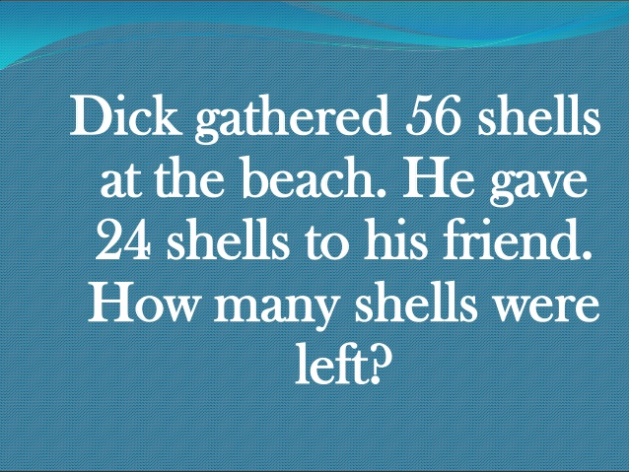 Dick gathered 56 shells
at the beach. He gave
24 shells to his friend.
How many shells were
left?